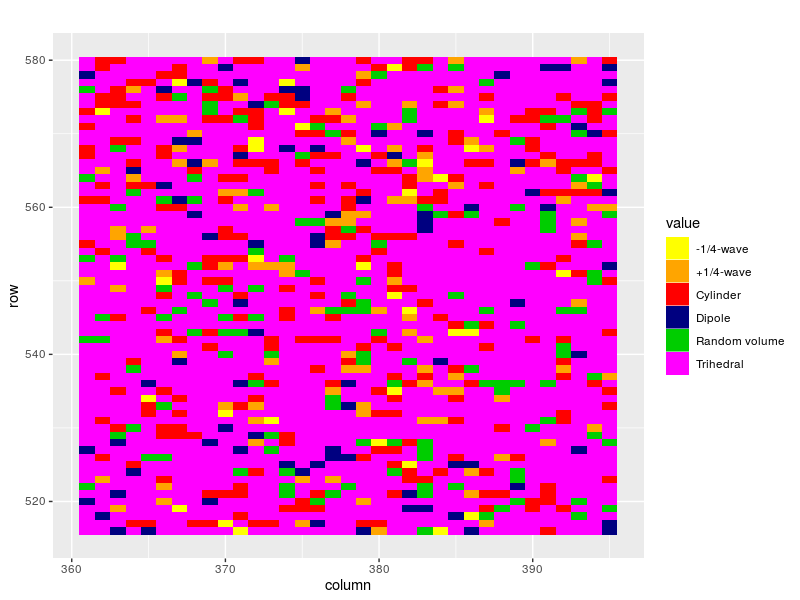 580
560
540
520
row
360
370
380
390
column
value
-1/4-wave
+1/4-wave
Cylinder
Dipole
Random volume
Trihedral